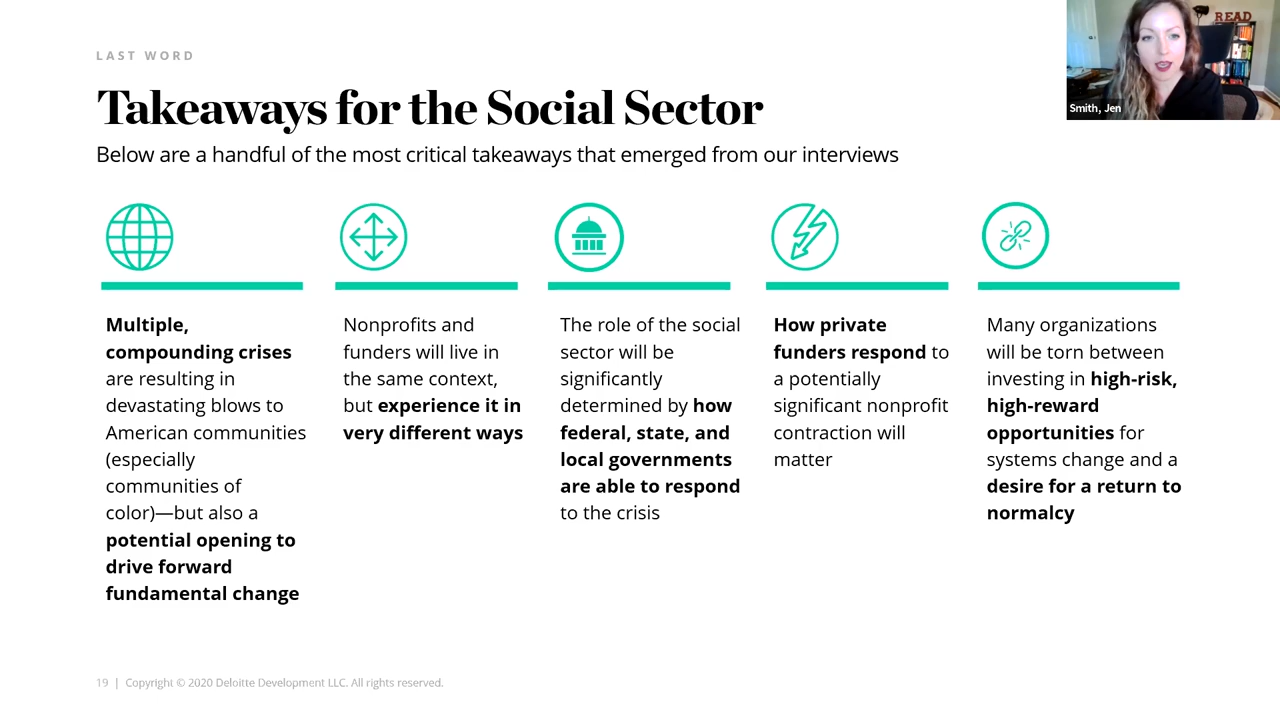 LAST WORD
Takeaways for the Social Sector
Below are a handful of the most critical takeaways that emerged from our interviews
READ
Smith, Jen
Multiple,
compounding crises
are resulting in
devastating blows to
American communities
(especially
communities of
color)—but also a
potential opening to
drive forward
fundamental change
Nonprofits and
funders will live in
the same context,
but experience it in
very different ways
The role of the social
sector will be
significantly
determined by how
federal, state, and
local governments
are able to respond
to the crisis
How private
funders respond to
a potentially
significant nonprofit
contraction will
matter
Many organizations
will be torn between
investing in high-risk,
high-reward
opportunities for
systems change and a
desire for a return to
normalcy
19 | Copyright © 2020 Deloitte Development LLC. All rights reserved.